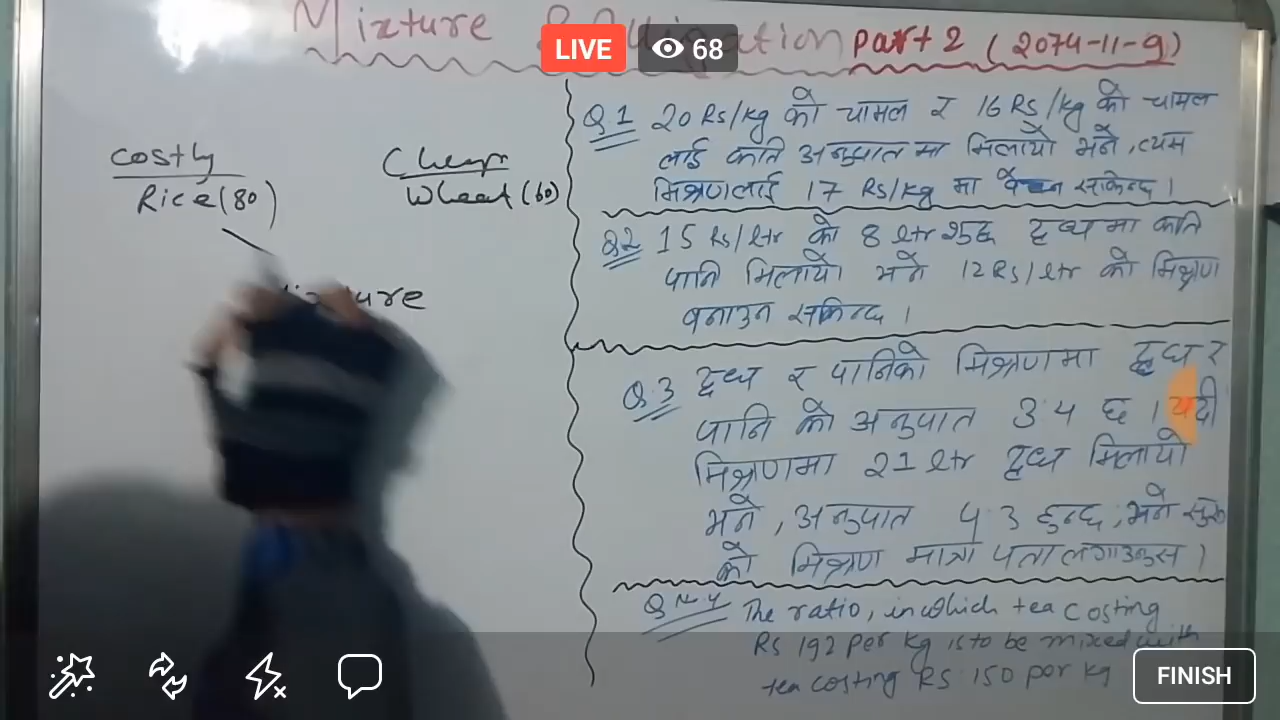 Mixture & Alligation Part 2 (2074-11-9)
LIVE 68
costly
Rice (80)
Cheap
Wheat (60)
Mixture
Q.1 20 Rs/kg को चामल र 16 Rs/kg को चामल
लाई कति अनुपात मा मिलायो भने, त्यस
मिश्रणलाई 17 Rs/kg मा बेच्न सकिन्छ ।
Q2 15 Rs/ltr को 8 ltr शुद्ध दुध मा कति
पानि मिलायो भने 12 Rs/ltr को मिश्रण
बनाउन सकिन्छ ।
Q.3 दुध र पानिको मिश्रणमा दुध र
पानि को अनुपात 3 4 छ । यदी
मिश्रणमा 21 ltr दुध मिलायो
भने, अनुपात 4 3 हुन्छ, भने सुरु
को मिश्रण मात्रा पता लगाउनुस ।
Q N. 4 The ratio, in which tea costing
Rs 192 per kg is to be mixed with
tea costing RS 150 per kg
FINISH